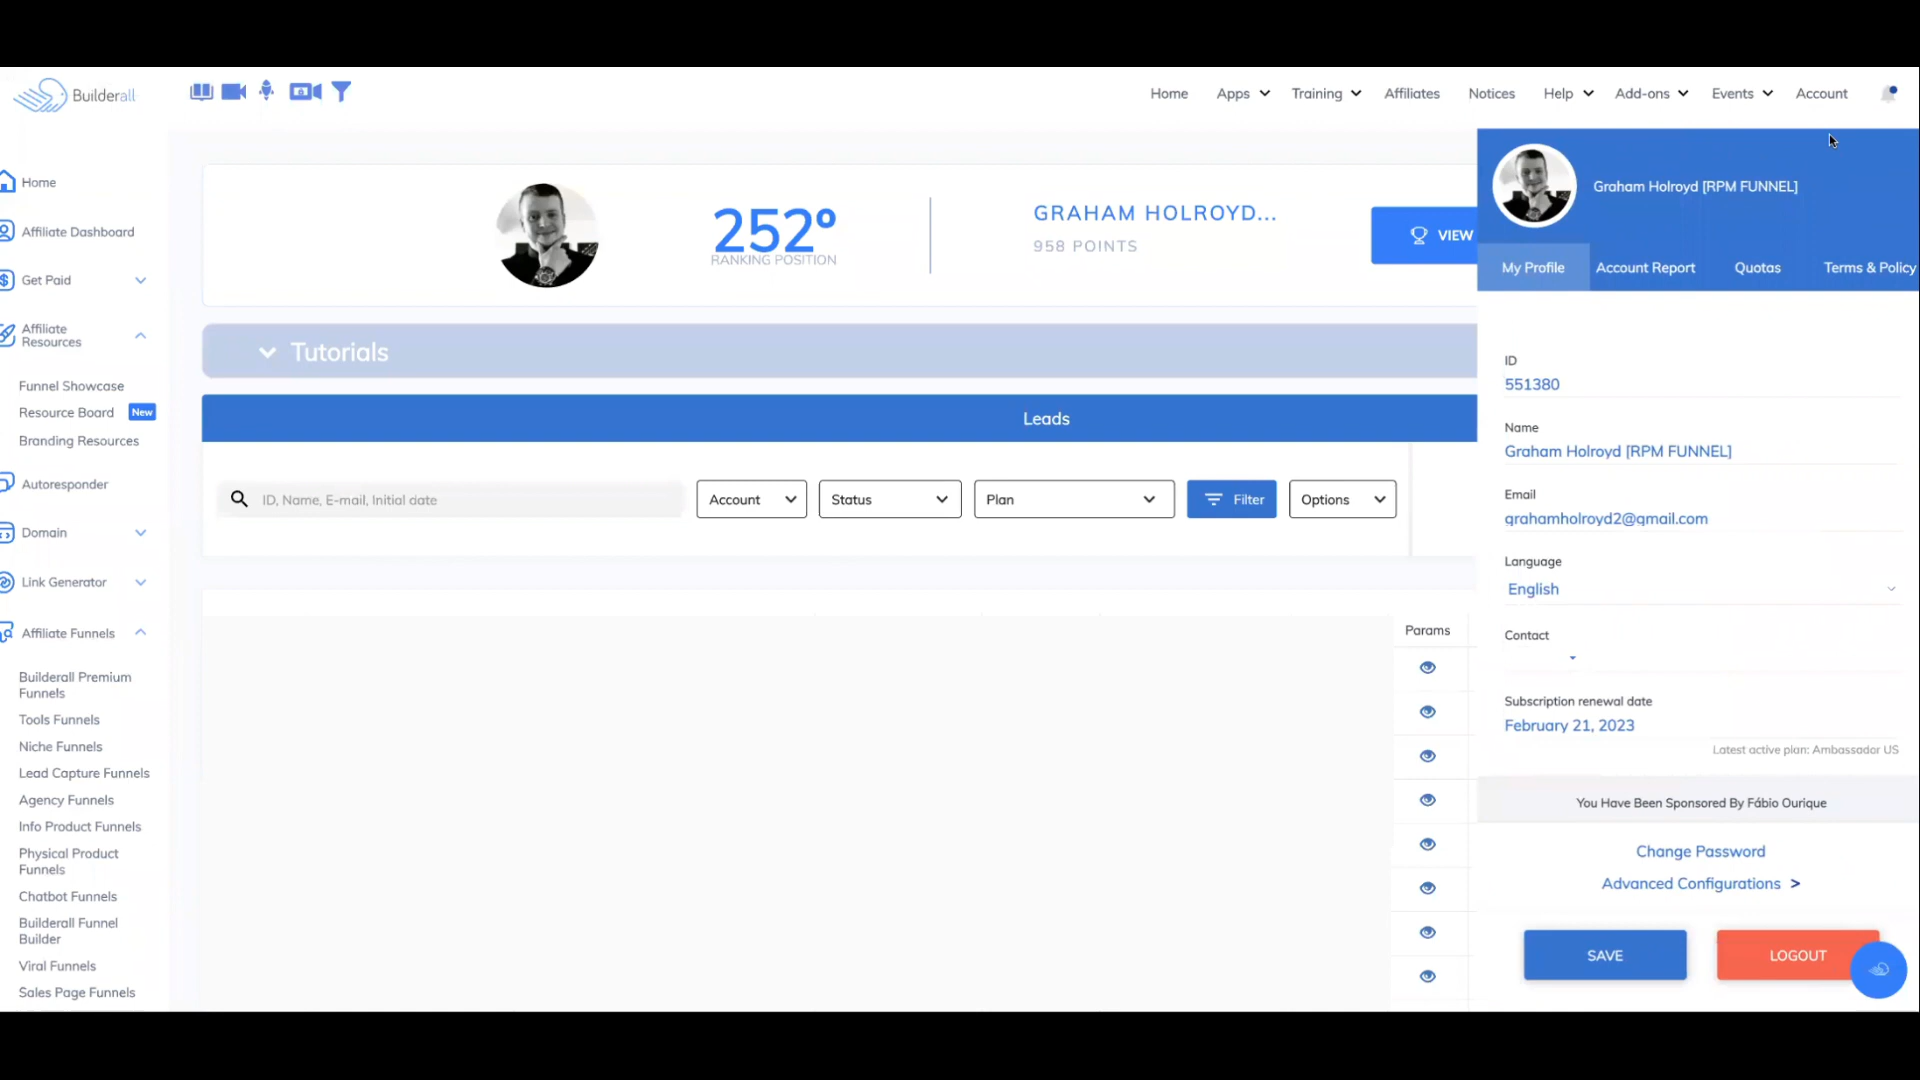 Builderall
Home
Apps
Training
Affiliates
Notices
Help
Add-ons
Events
Account
Home
Affiliate Dashboard
Get Paid
Affiliate
Resources
Funnel Showcase
Resource Board New
Branding Resources
Autoresponder
Domain
Link Generator
Affiliate Funnels
Builderall Premium
Funnels
Tools Funnels
Niche Funnels
Lead Capture Funnels
Agency Funnels
Info Product Funnels
Physical Product
Funnels
Chatbot Funnels
Builderall Funnel
Builder
Viral Funnels
Sales Page Funnels
252º
RANKING POSITION
GRAHAM HOLROYD...
958 POINTS
VIEW
Tutorials
Leads
ID, Name, E-mail, Initial date
Account
Status
Plan
Filter
Options
Params
Graham Holroyd [RPM FUNNEL]
My Profile
Account Report
Quotas
Terms & Policy
ID
551380
Name
Graham Holroyd [RPM FUNNEL]
Email
grahamholroyd2@gmail.com
Language
English
Contact
Subscription renewal date
February 21, 2023
Latest active plan: Ambassador US
You Have Been Sponsored By Fábio Ourique
Change Password
Advanced Configurations >
SAVE
LOGOUT